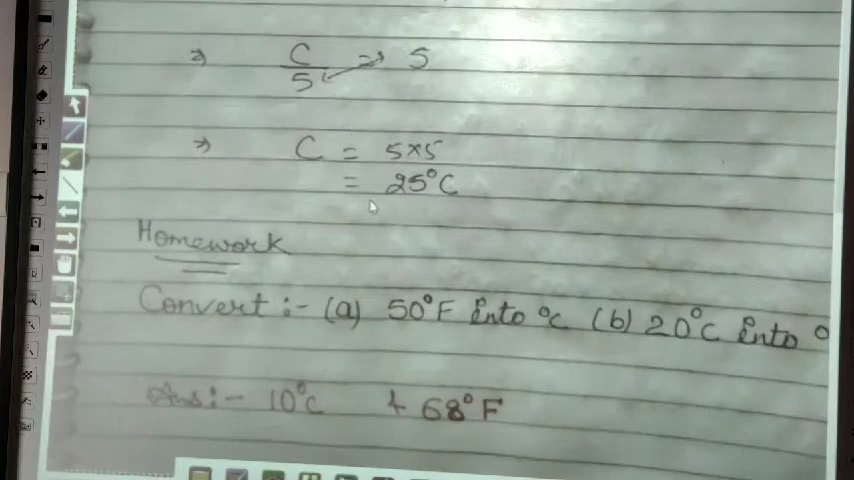 ⇒ C/5 = 5
⇒ C = 5×5
= 25°C
Homework
Convert :- (a) 50°F into °C (b) 20°C into °
Ans:- 10°C + 68°F